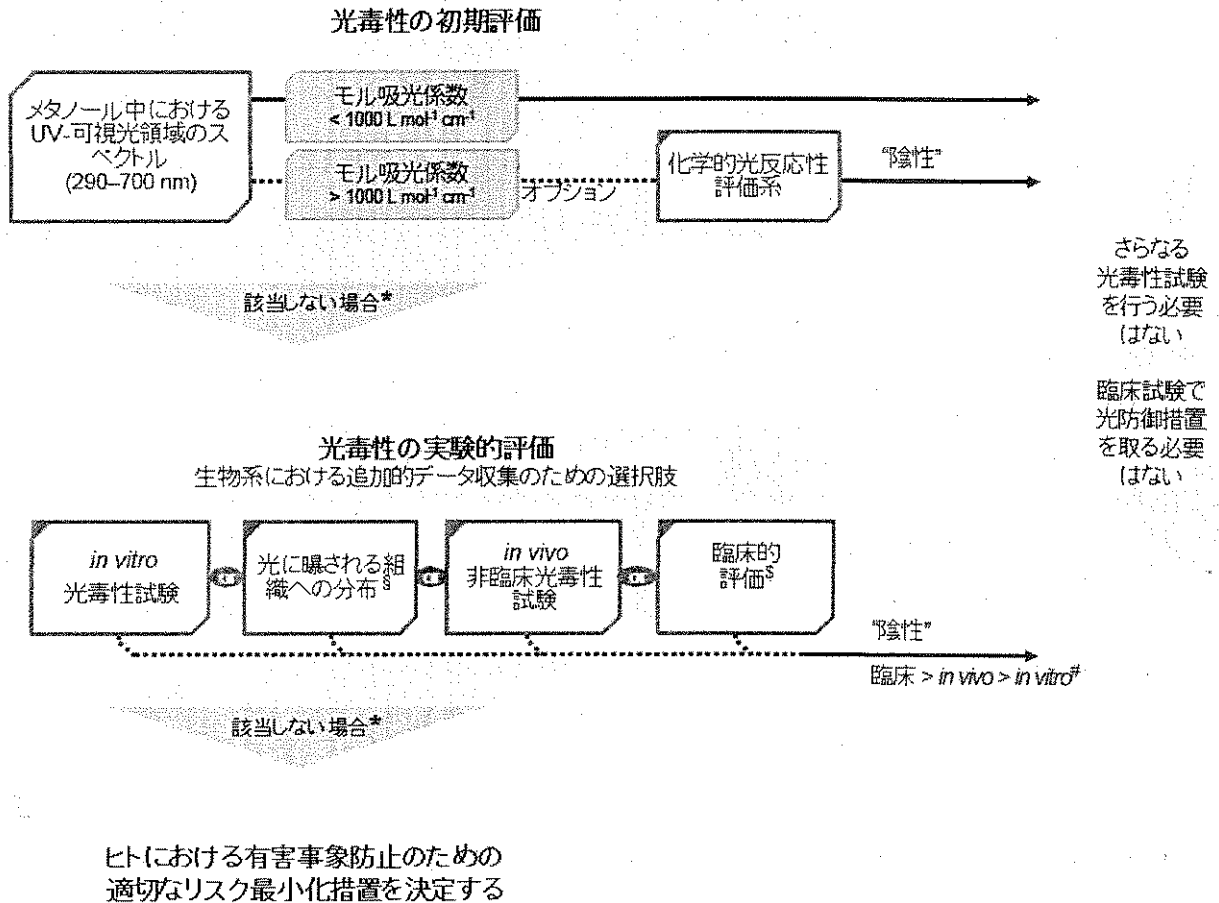 光毒性の初期評価
メタノール中における
UV-可視光領域のス
ペクトル
(290–700 nm)
モル吸光係数
< 1000 L mol⁻¹ cm⁻¹
モル吸光係数
> 1000 L mol⁻¹ cm⁻¹
オプション
化学的光反応性
評価系
“陰性”
該当しない場合*
さらなる
光毒性試験
を行う必要
はない
臨床試験で
光防御措置
を取る必要
はない
光毒性の実験的評価
生物系における追加的データ収集のための選択肢
in vitro
光毒性試験
光に曝される組
織への分布§
in vivo
非臨床光毒性
試験
臨床的
評価§
“陰性”
臨床 > in vivo > in vitro#
該当しない場合*
ヒトにおける有害事象防止のための
適切なリスク最小化措置を決定する